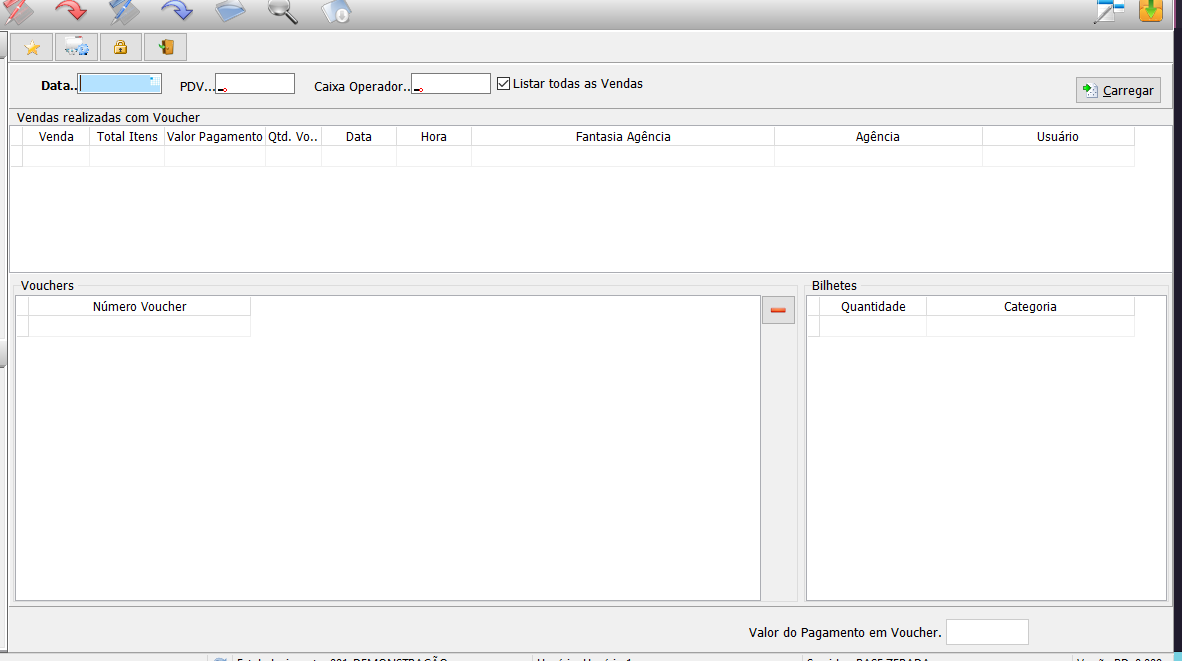 Data.. PDV... Caixa Operador.. Listar todas as Vendas Carregar
Vendas realizadas com Voucher
Venda Total Itens Valor Pagamento Qtd. Vo.. Data Hora Fantasia Agência Agência Usuário
Vouchers Bilhetes
Número Voucher Quantidade Categoria
Valor do Pagamento em Voucher.